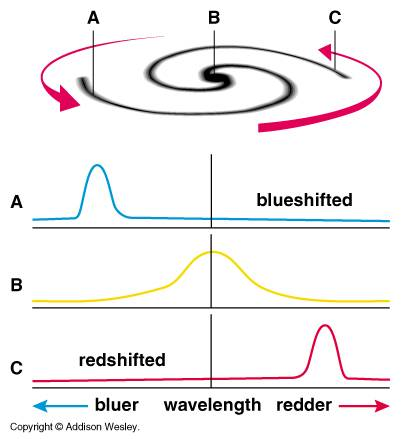 A B C
A blueshifted
B
C redshifted
bluer wavelength redder
Copyright © Addison Wesley.